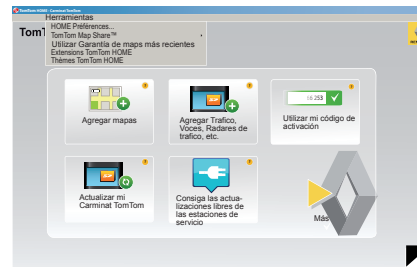 TomTom HOME - Carminat TomTom
Herramientas
HOME Préférences...
TomTom Map Share™
Utilizar Garantía de maps más recientes
Extensions TomTom HOME
Thèmes TomTom HOME
Agregar mapas
Agregar Trafico,
Voces, Radares de
trafico, etc.
Utilizar mi código de
activación
Actualizar mi
Carminat TomTom
Consiga las actua-
lizaciones libres de
las estaciones de
servicio
Más